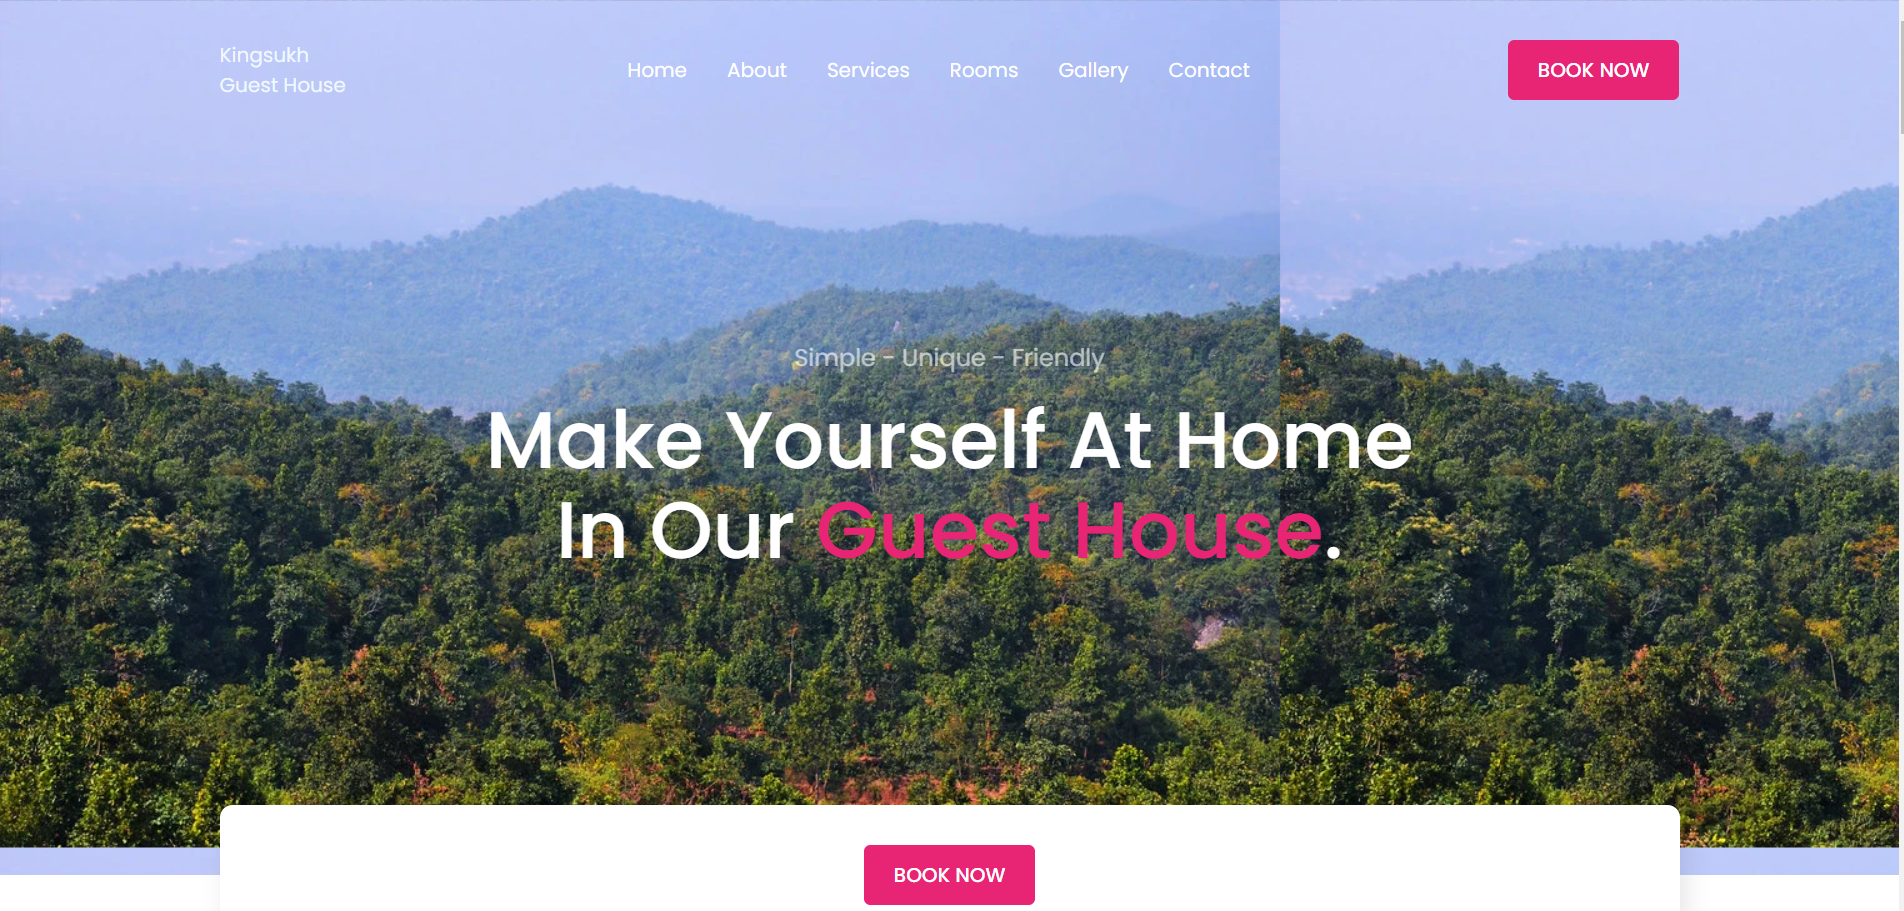 Kingsukh
Guest House
Home About Services Rooms Gallery Contact
BOOK NOW
Simple - Unique - Friendly
Make Yourself At Home
In Our Guest House.
BOOK NOW